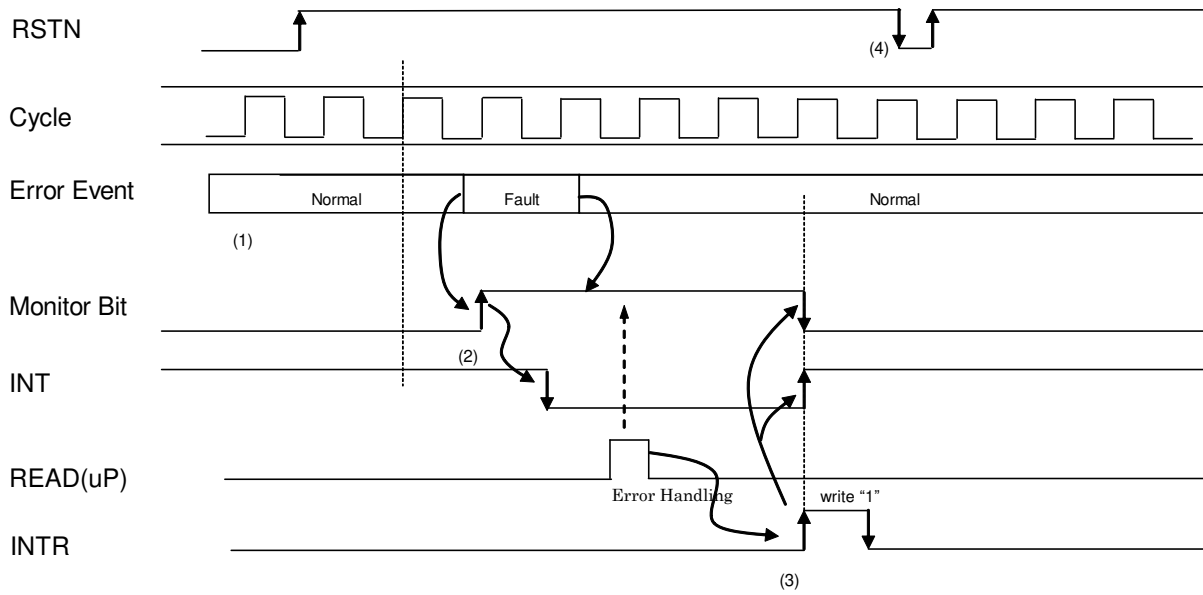 RSTN
(4)
Cycle
Error Event
Normal
Fault
Normal
(1)
Monitor Bit
(2)
INT
READ(uP)
Error Handling
write “1”
INTR
(3)